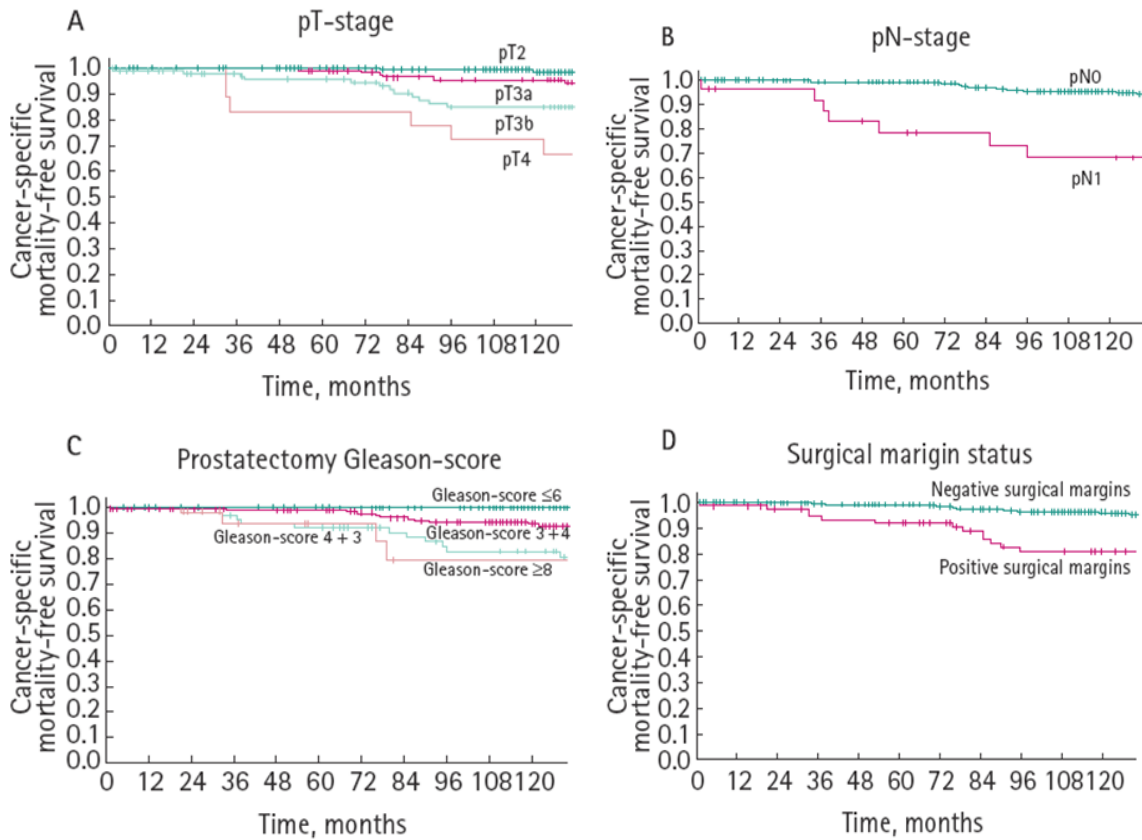 A
pT-stage
Cancer-specific
mortality-free survival
1.0
0.9
0.8
0.7
0.6
0.5
0.4
0.3
0.2
0.1
0.0
pT2
pT3a
pT3b
pT4
0 12 24 36 48 60 72 84 96 108 120
Time, months
B
pN-stage
Cancer-specific
mortality-free survival
1.0
0.9
0.8
0.7
0.6
0.5
0.4
0.3
0.2
0.1
0.0
pN0
pN1
0 12 24 36 48 60 72 84 96 108 120
Time, months
C
Prostatectomy Gleason-score
Cancer-specific
mortality-free survival
1.0
0.9
0.8
0.7
0.6
0.5
0.4
0.3
0.2
0.1
0.0
Gleason-score ≤6
Gleason-score 4 + 3
Gleason-score 3 + 4
Gleason-score ≥8
0 12 24 36 48 60 72 84 96 108 120
Time, months
D
Surgical marigin status
Cancer-specific
mortality-free survival
1.0
0.9
0.8
0.7
0.6
0.5
0.4
0.3
0.2
0.1
0.0
Negative surgical margins
Positive surgical margins
0 12 24 36 48 60 72 84 96 108 120
Time, months